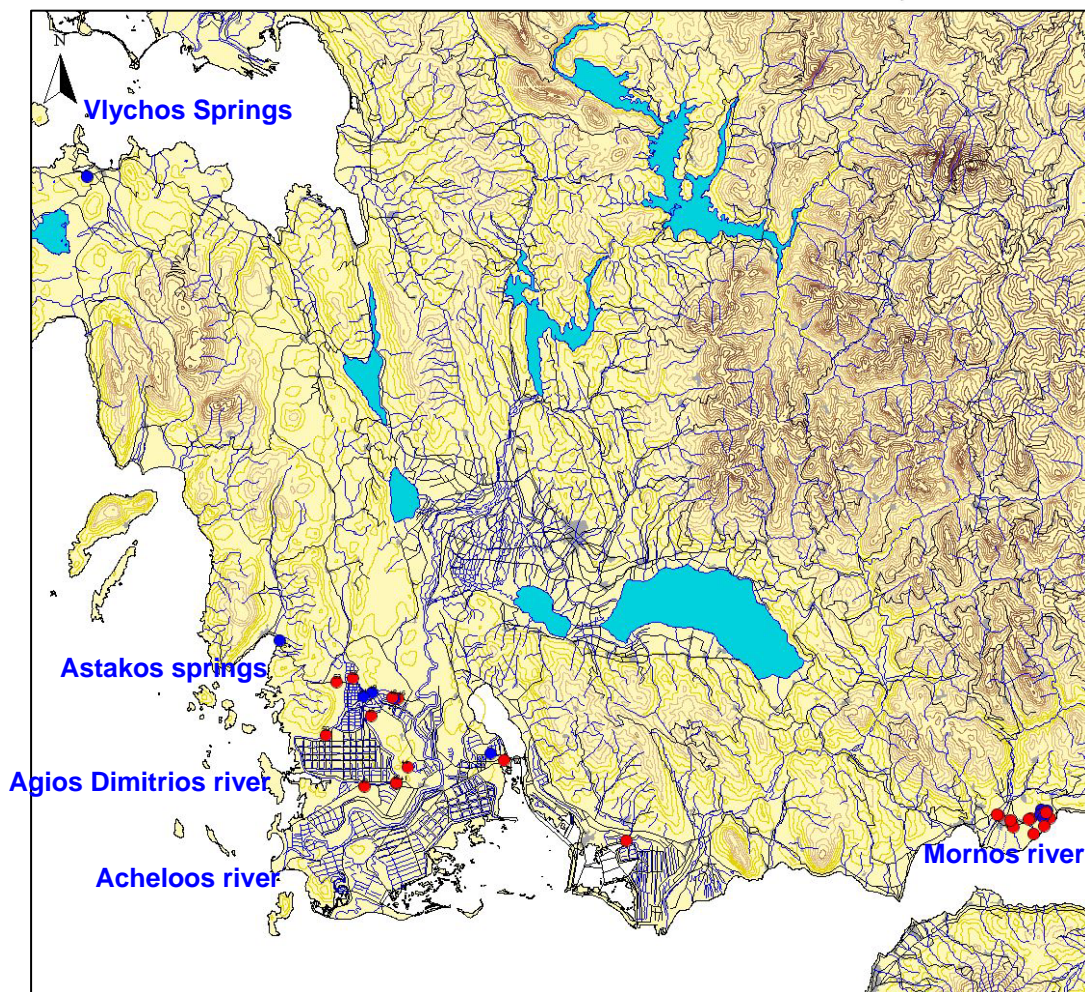 N
Vlychos Springs
Astakos springs
Agios Dimitrios river
Acheloos river
Mornos river